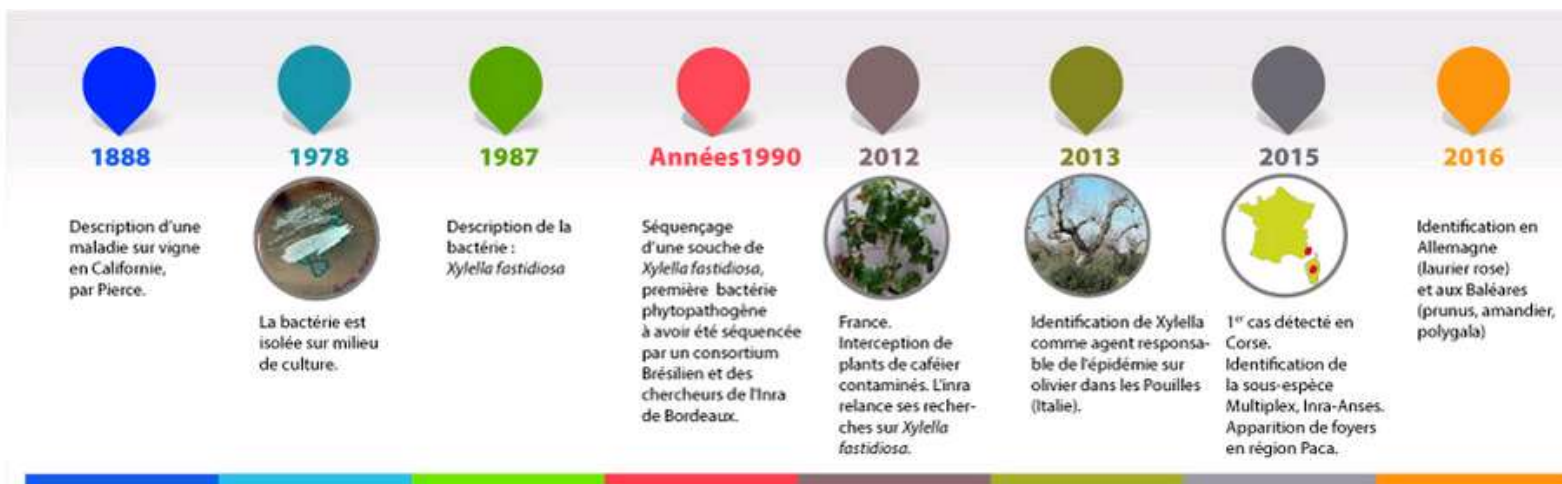 1888
Description d'une
maladie sur vigne
en Californie,
par Pierce.
1978
La bactérie est
isolée sur milieu
de culture.
1987
Description de la
bactérie :
Xylella fastidiosa
Années1990
Séquençage
d'une souche de
Xylella fastidiosa,
première bactérie
phytopathogène
à avoir été séquencée
par un consortium
Brésilien et des
chercheurs de l'Inra
de Bordeaux.
2012
France.
Interception de
plants de caféier
contaminés. L'inra
relance ses recher-
ches sur Xylella
fastidiosa.
2013
Identification de Xylella
comme agent responsa-
ble de l'épidémie sur
olivier dans les Pouilles
(Italie).
2015
1er cas détecté en
Corse.
Identification de
la sous-espèce
Multiplex, Inra-Anses.
Apparition de foyers
en région Paca.
2016
Identification en
Allemagne
(laurier rose)
et aux Baléares
(prunus, amandier,
polygala)